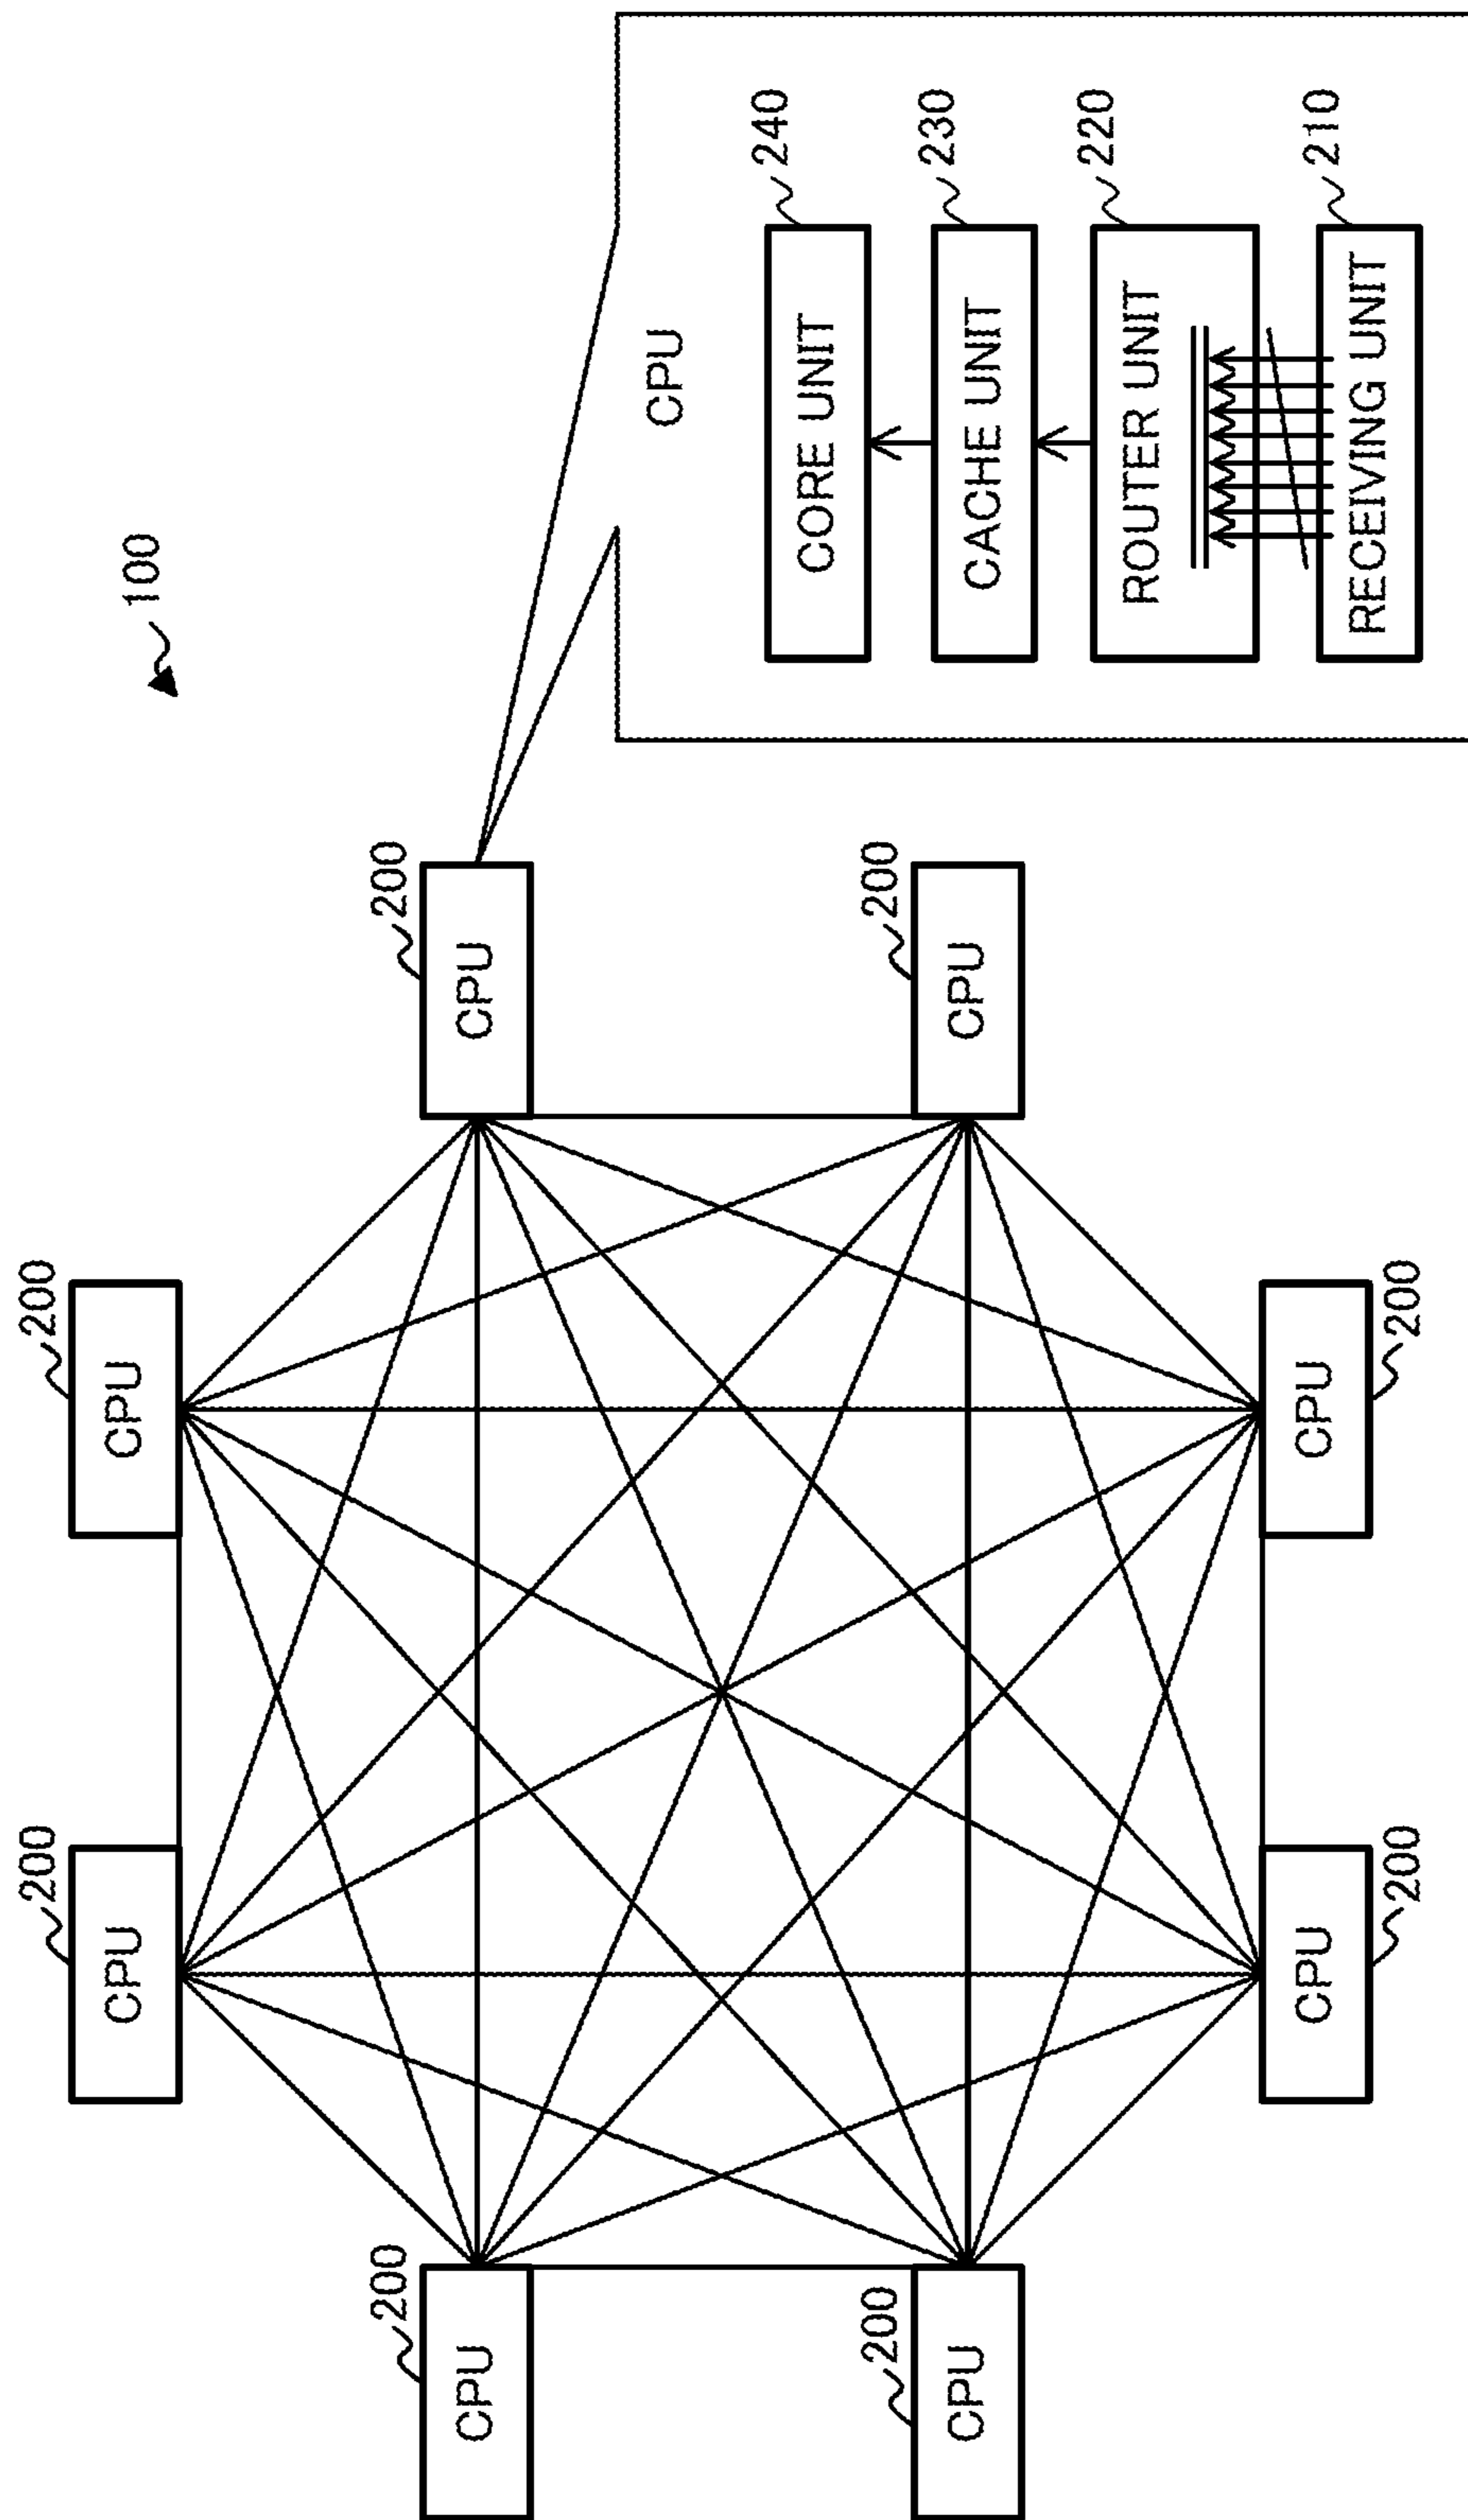 100
200
200
CPU
CPU
200
200
CPU
CPU
200
200
CPU
CPU
CPU
CPU
200
200
CPU
240
CORE UNIT
230
CACHE UNIT
220
ROUTER UNIT
210
RECEIVING UNIT